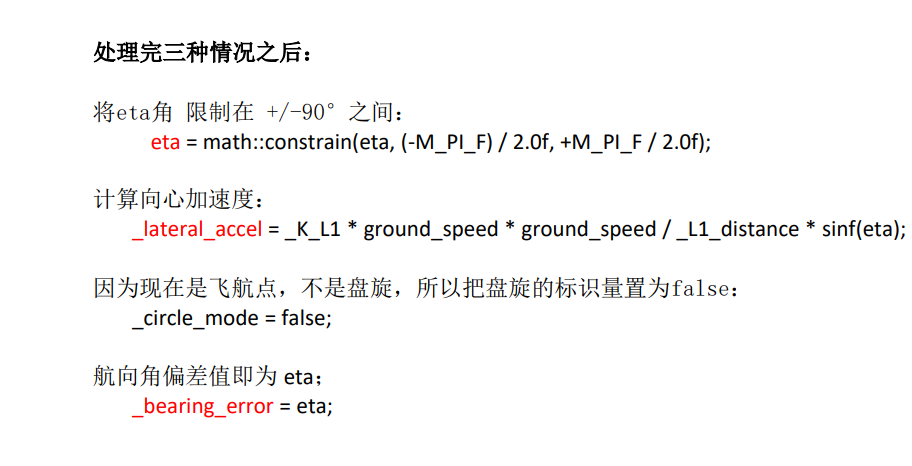 处理完三种情况之后：
将eta角 限制在 +/-90° 之间：
eta = math::constrain(eta, (-M_PI_F) / 2.0f, +M_PI_F / 2.0f);
计算向心加速度：
_lateral_accel = _K_L1 * ground_speed * ground_speed / _L1_distance * sinf(eta);
因为现在是飞航点，不是盘旋，所以把盘旋的标识量置为false：
_circle_mode = false;
航向角偏差值即为 eta；
_bearing_error = eta;